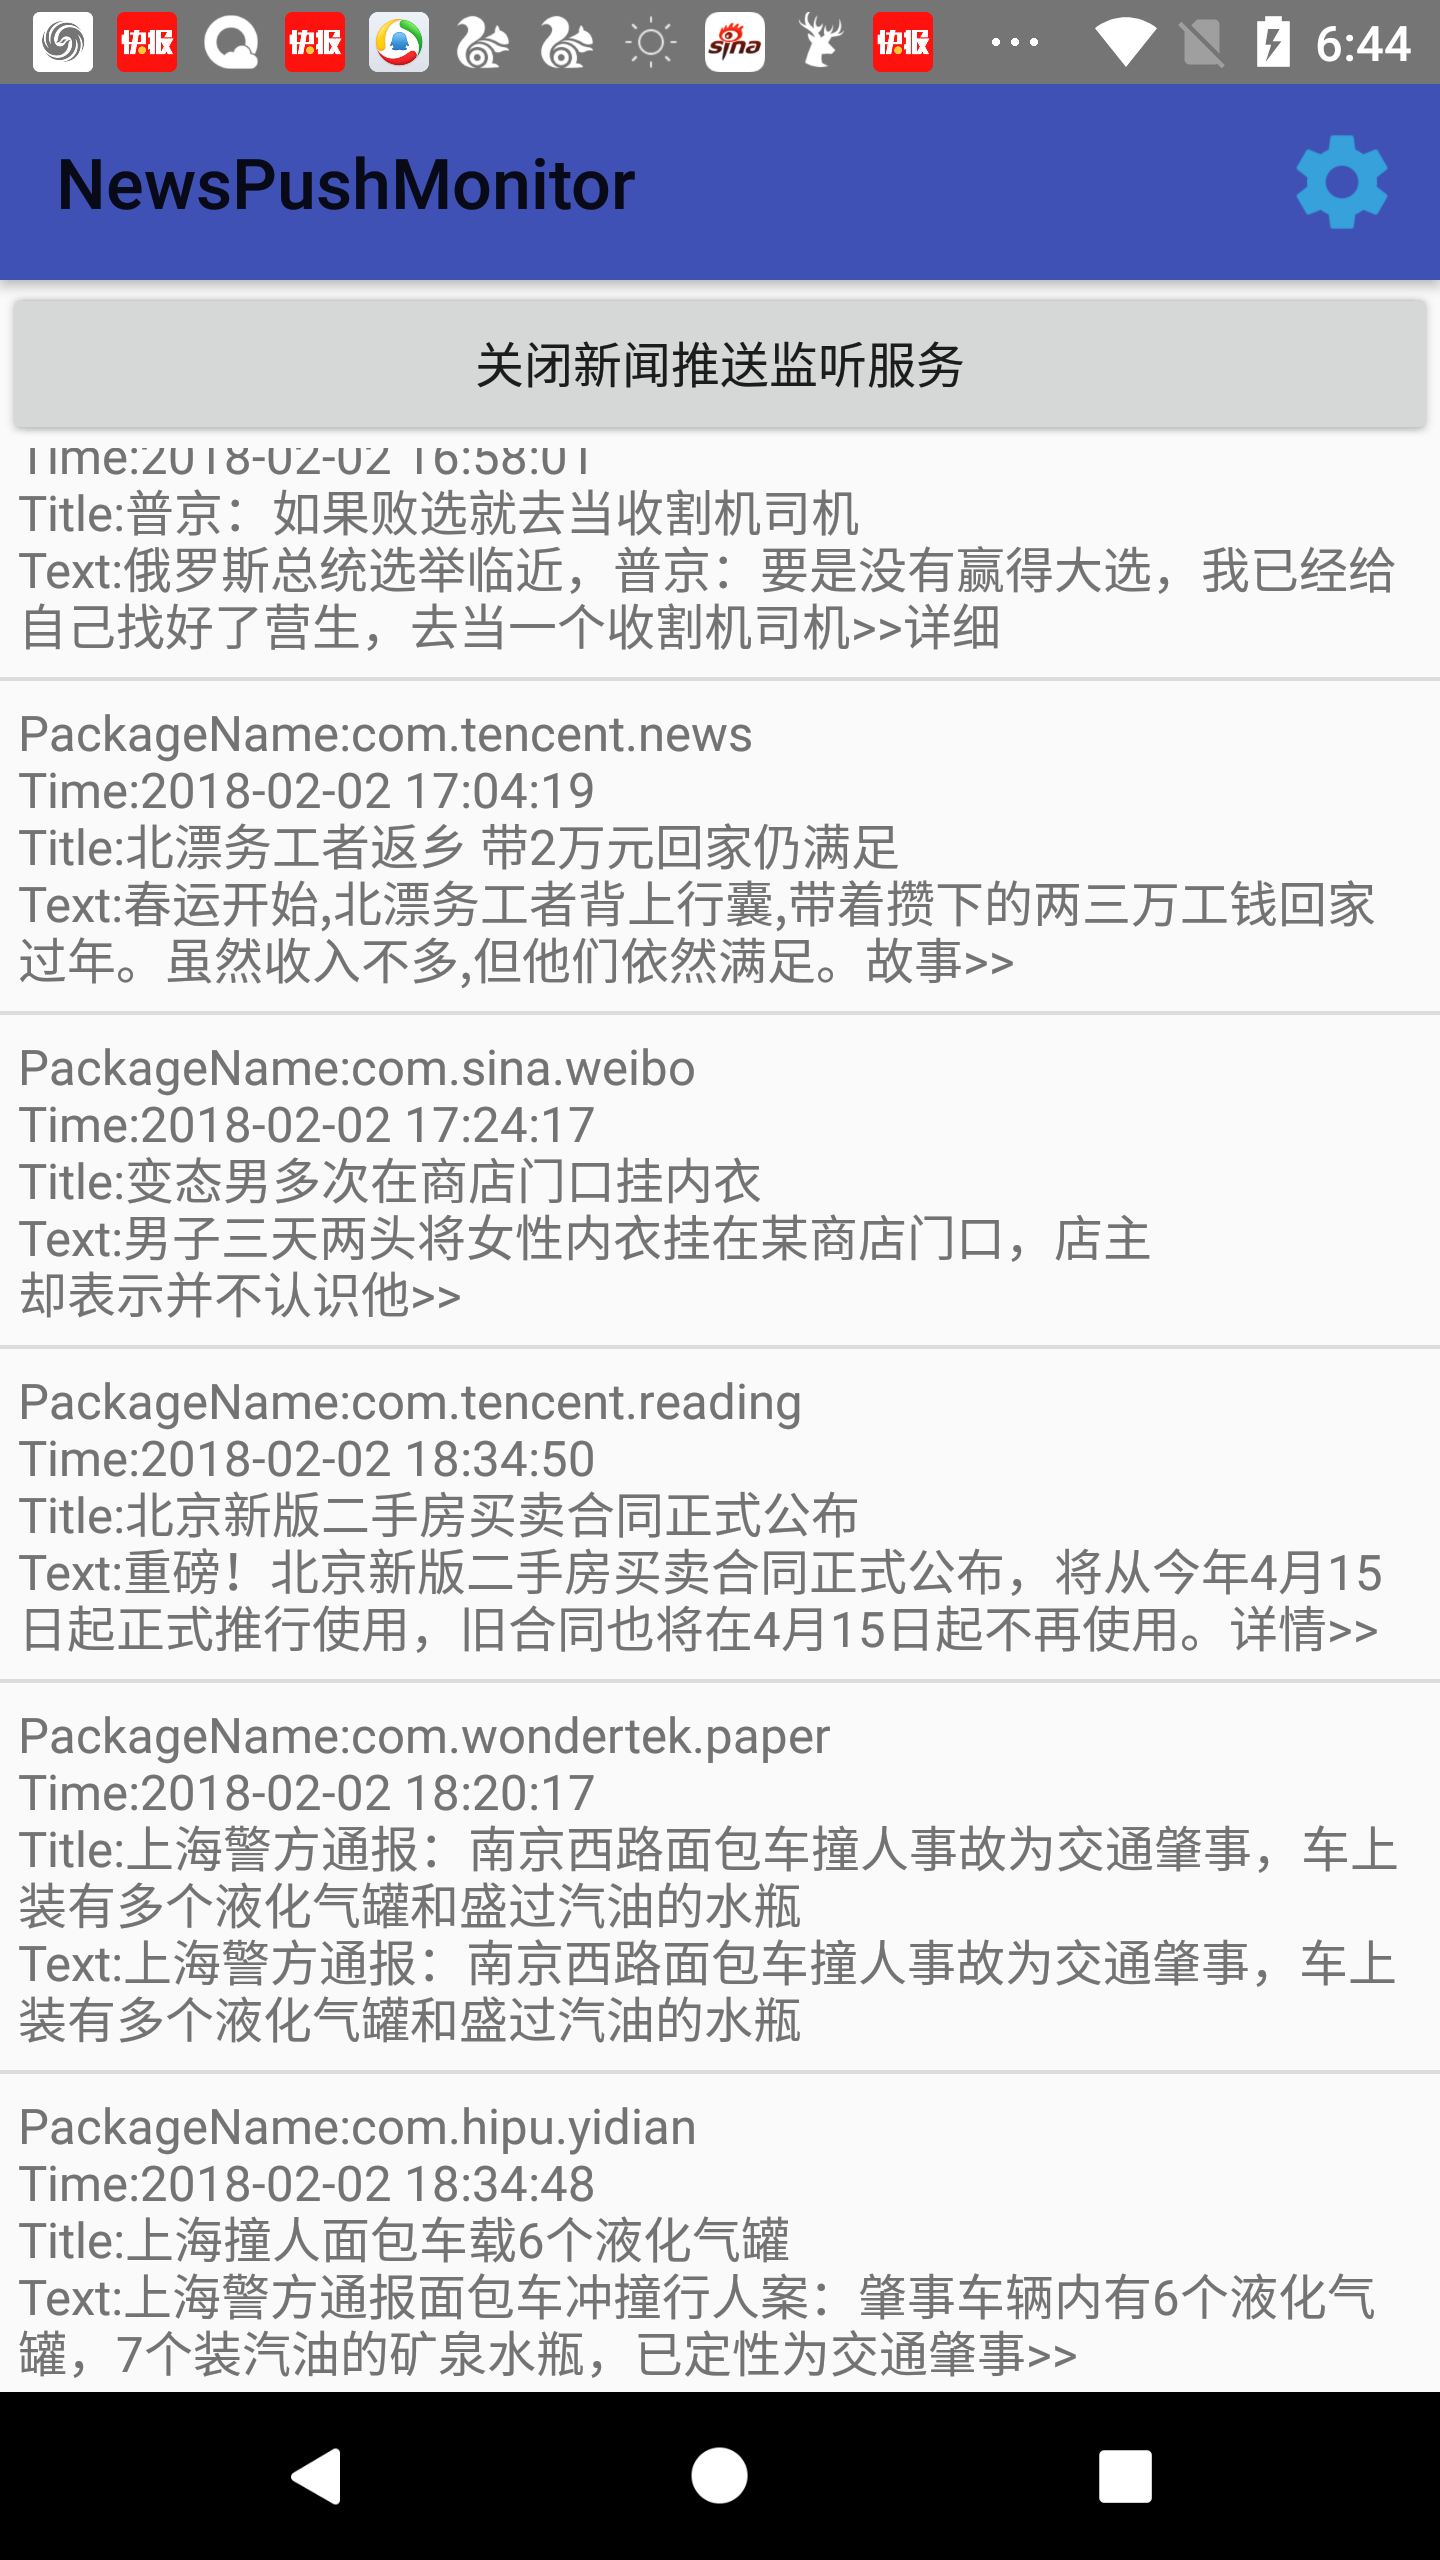 快报
快报
sina
快报
6:44
NewsPushMonitor
关闭新闻推送监听服务
Time:2018-02-02 16:58:01
Title:普京：如果败选就去当收割机司机
Text:俄罗斯总统选举临近，普京：要是没有赢得大选，我已经给
自己找好了营生，去当一个收割机司机>>详细
PackageName:com.tencent.news
Time:2018-02-02 17:04:19
Title:北漂务工者返乡 带2万元回家仍满足
Text:春运开始,北漂务工者背上行囊,带着攒下的两三万工钱回家
过年。虽然收入不多,但他们依然满足。故事>>
PackageName:com.sina.weibo
Time:2018-02-02 17:24:17
Title:变态男多次在商店门口挂内衣
Text:男子三天两头将女性内衣挂在某商店门口，店主
却表示并不认识他>>
PackageName:com.tencent.reading
Time:2018-02-02 18:34:50
Title:北京新版二手房买卖合同正式公布
Text:重磅！北京新版二手房买卖合同正式公布，将从今年4月15
日起正式推行使用，旧合同也将在4月15日起不再使用。详情>>
PackageName:com.wondertek.paper
Time:2018-02-02 18:20:17
Title:上海警方通报：南京西路面包车撞人事故为交通肇事，车上
装有多个液化气罐和盛过汽油的水瓶
Text:上海警方通报：南京西路面包车撞人事故为交通肇事，车上
装有多个液化气罐和盛过汽油的水瓶
PackageName:com.hipu.yidian
Time:2018-02-02 18:34:48
Title:上海撞人面包车载6个液化气罐
Text:上海警方通报面包车冲撞行人案：肇事车辆内有6个液化气
罐，7个装汽油的矿泉水瓶，已定性为交通肇事>>